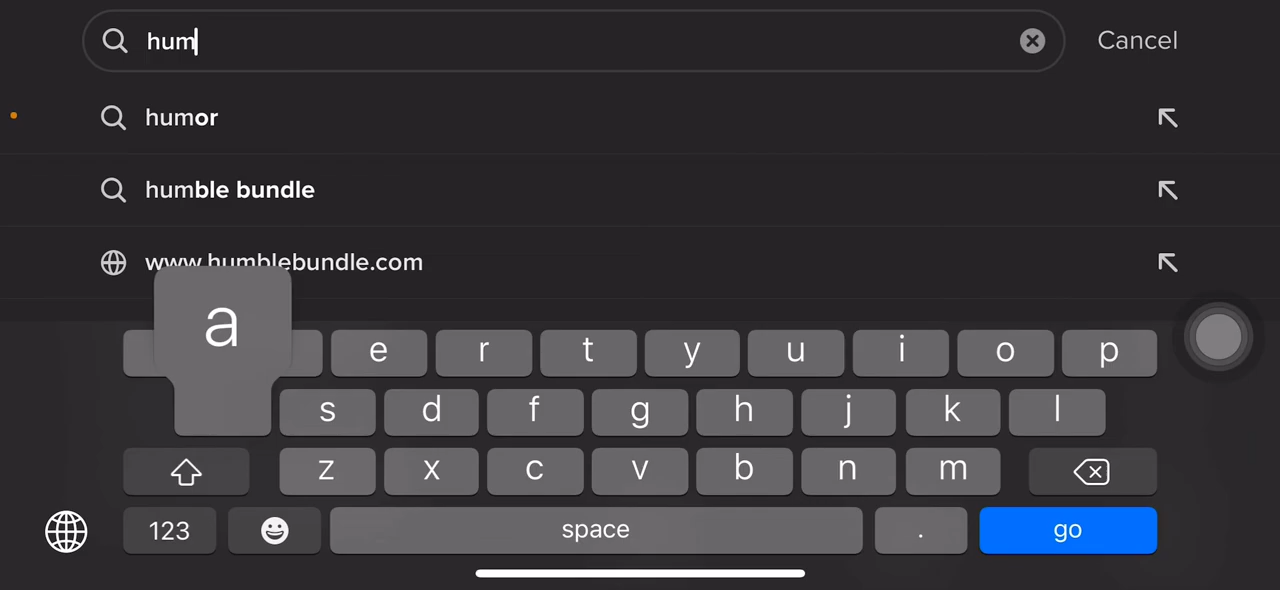 hum
Cancel
humor
humble bundle
www.humblebundle.com
a
e r t y u i o p
s d f g h j k l
z x c v b n m
123 space . go